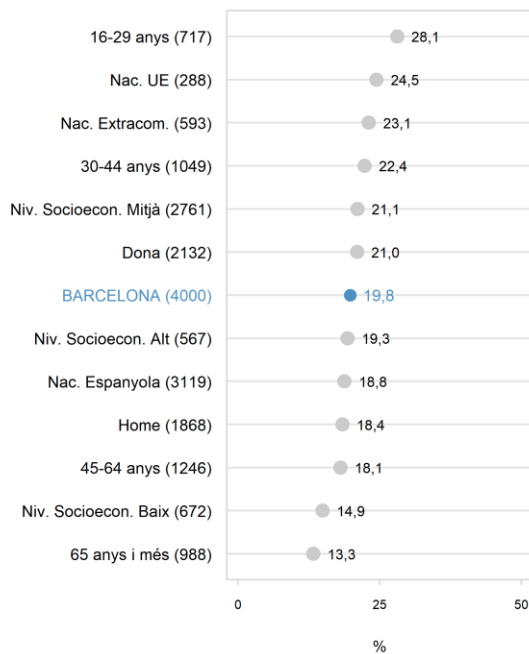 16-29 anys (717) 28,1
Nac. UE (288) 24,5
Nac. Extracom. (593) 23,1
30-44 anys (1049) 22,4
Niv. Socioecon. Mitjà (2761) 21,1
Dona (2132) 21,0
BARCELONA (4000) 19,8
Niv. Socioecon. Alt (567) 19,3
Nac. Espanyola (3119) 18,8
Home (1868) 18,4
45-64 anys (1246) 18,1
Niv. Socioecon. Baix (672) 14,9
65 anys i més (988) 13,3
0 25 50
%